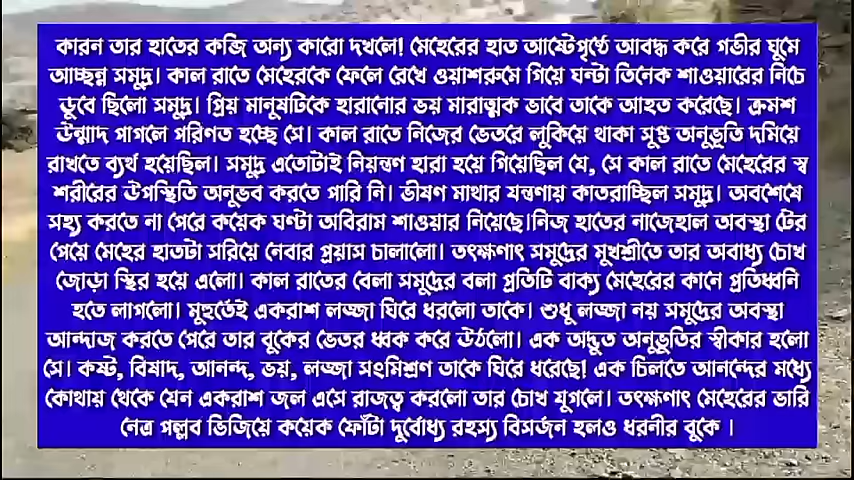 কারন তার হাতের কব্জি অন্য কারো দখলে! মেহেরের হাত আষ্টেপৃষ্ঠে আবদ্ধ করে গভীর ঘুমে
আচ্ছন্ন সমুদ্র। কাল রাতে মেহেরকে ফেলে রেখে ওয়াশরুমে গিয়ে ঘন্টা তিনেক শাওয়ারের নিচে
ডুবে ছিলো সমুদ্র। প্রিয় মানুষটিকে হারানোর ভয় মারাত্মক ভাবে তাকে আহত করেছে। ক্রমশ
উন্মাদ পাগলে পরিণত হচ্ছে সে। কাল রাতে নিজের ভেতরে লুকিয়ে থাকা সুপ্ত অনুভূতি দমিয়ে
রাখতে ব্যর্থ হয়েছিল। সমুদ্র এতোটাই নিয়ন্ত্রণ হারা হয়ে গিয়েছিল যে, সে কাল রাতে মেহেরের স্ব
শরীরের উপস্থিতি অনুভব করতে পারি নি। ভীষণ মাথার যন্ত্রণায় কাতরাচ্ছিল সমুদ্র। অবশেষে
সহ্য করতে না পেরে কয়েক ঘণ্টা অবিরাম শাওয়ার নিয়েছে।নিজ হাতের নাজেহাল অবস্থা টের
পেয়ে মেহের হাতটা সরিয়ে নেবার প্রয়াস চালালো। তৎক্ষণাৎ সমুদ্রের মুখশ্রীতে তার অবাধ্য চোখ
জোড়া স্থির হয়ে এলো। কাল রাতের বেলা সমুদ্রের বলা প্রতিটি বাক্য মেহেরের কানে প্রতিধ্বনি
হতে লাগলো। মুহুর্তেই একরাশ লজ্জা ঘিরে ধরলো তাকে। শুধু লজ্জা নয় সমুদ্রের অবস্থা
আন্দাজ করতে পেরে তার বুকের ভেতর ধ্বক করে উঠলো। এক অদ্ভুত অনুভূতির স্বীকার হলো
সে। কষ্ট, বিষাদ, আনন্দ, ভয়, লজ্জা সংমিশ্রণ তাকে ঘিরে ধরেছে! এক চিলতে আনন্দের মধ্যে
কোথায় থেকে যেন একরাশ জল এসে রাজত্ব করলো তার চোখ যুগলে। তৎক্ষণাৎ মেহেরের ভারি
নেত্র পল্লব ভিজিয়ে কয়েক ফোঁটা দুর্বোধ্য রহস্য বিসর্জন হলও ধরনীর বুকে ।